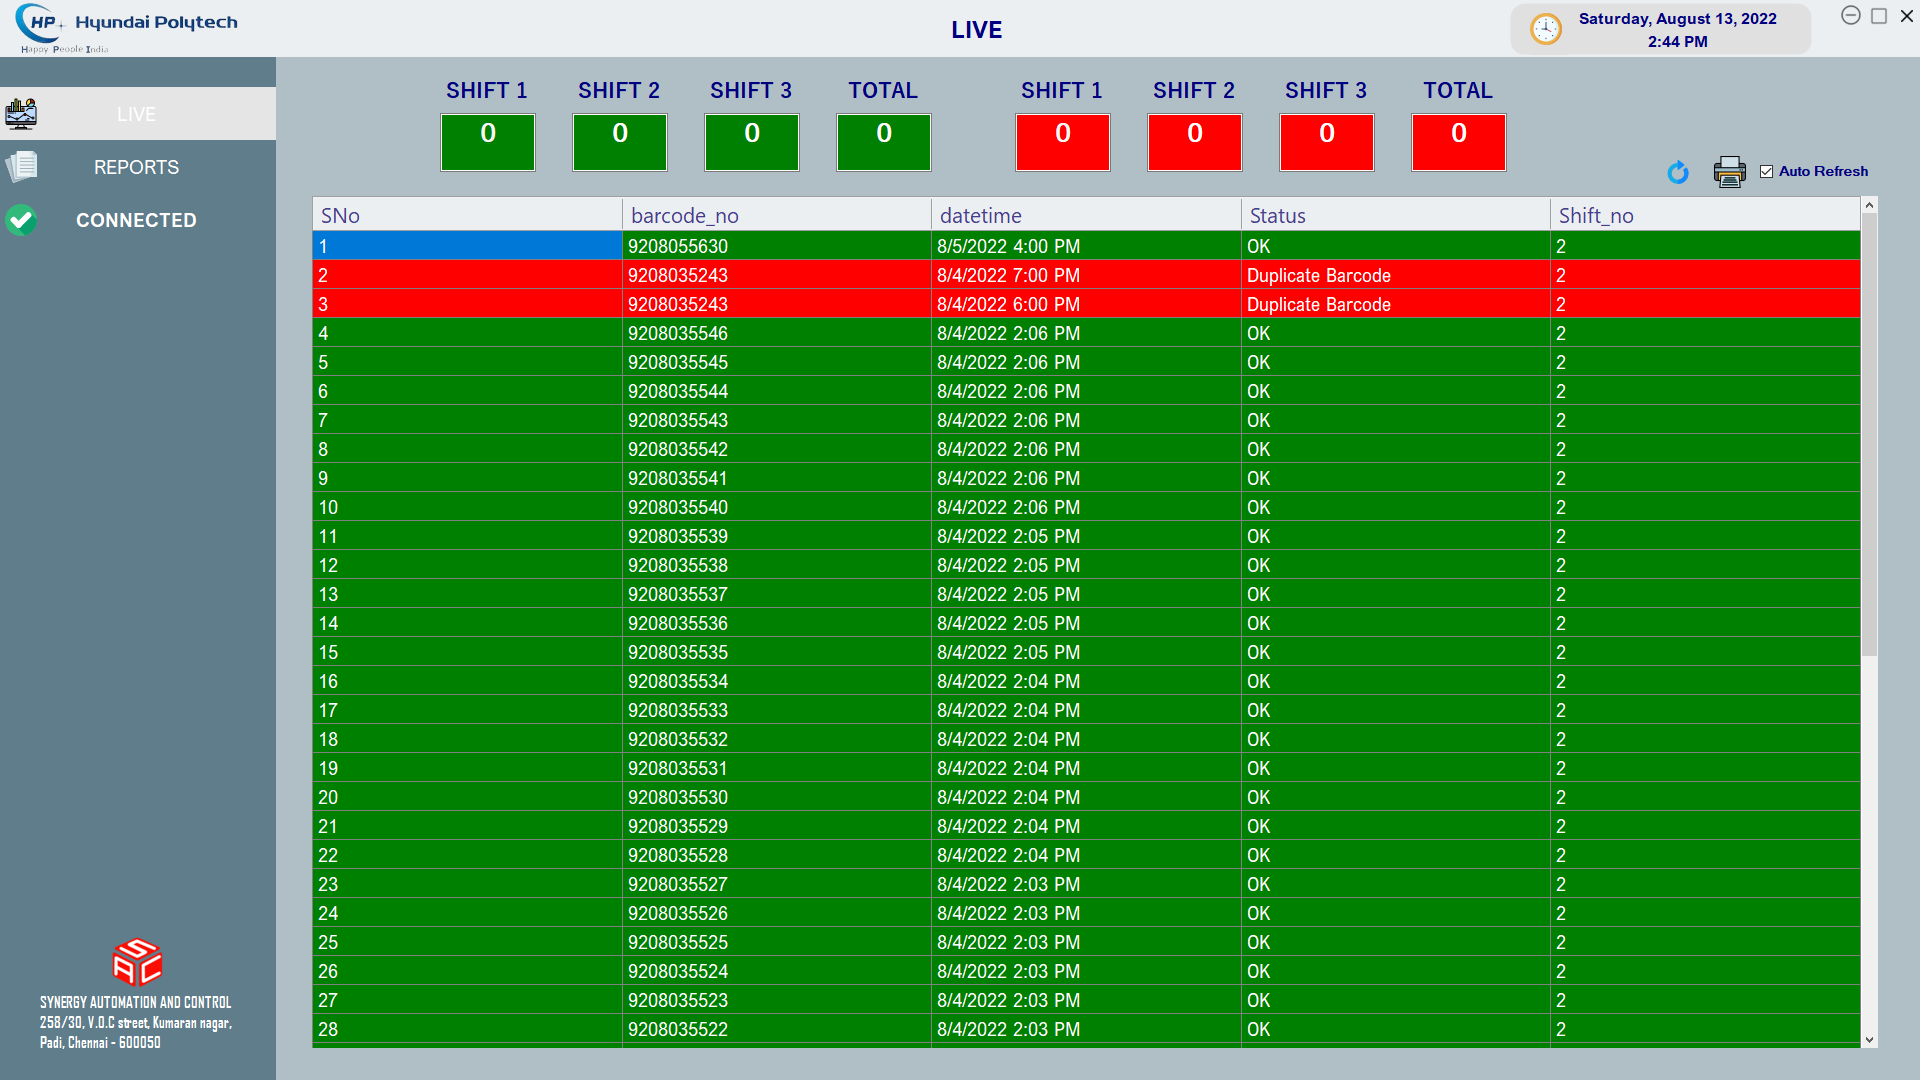 HP Hyundai Polytech
Happy People India
LIVE
Saturday, August 13, 2022
2:44 PM
LIVE
REPORTS
CONNECTED
SHIFT 1 SHIFT 2 SHIFT 3 TOTAL SHIFT 1 SHIFT 2 SHIFT 3 TOTAL
0 0 0 0 0 0 0 0
Auto Refresh
SNo barcode_no datetime Status Shift_no
1 9208055630 8/5/2022 4:00 PM OK 2
2 9208035243 8/4/2022 7:00 PM Duplicate Barcode 2
3 9208035243 8/4/2022 6:00 PM Duplicate Barcode 2
4 9208035546 8/4/2022 2:06 PM OK 2
5 9208035545 8/4/2022 2:06 PM OK 2
6 9208035544 8/4/2022 2:06 PM OK 2
7 9208035543 8/4/2022 2:06 PM OK 2
8 9208035542 8/4/2022 2:06 PM OK 2
9 9208035541 8/4/2022 2:06 PM OK 2
10 9208035540 8/4/2022 2:06 PM OK 2
11 9208035539 8/4/2022 2:05 PM OK 2
12 9208035538 8/4/2022 2:05 PM OK 2
13 9208035537 8/4/2022 2:05 PM OK 2
14 9208035536 8/4/2022 2:05 PM OK 2
15 9208035535 8/4/2022 2:05 PM OK 2
16 9208035534 8/4/2022 2:04 PM OK 2
17 9208035533 8/4/2022 2:04 PM OK 2
18 9208035532 8/4/2022 2:04 PM OK 2
19 9208035531 8/4/2022 2:04 PM OK 2
20 9208035530 8/4/2022 2:04 PM OK 2
21 9208035529 8/4/2022 2:04 PM OK 2
22 9208035528 8/4/2022 2:04 PM OK 2
23 9208035527 8/4/2022 2:03 PM OK 2
24 9208035526 8/4/2022 2:03 PM OK 2
25 9208035525 8/4/2022 2:03 PM OK 2
26 9208035524 8/4/2022 2:03 PM OK 2
27 9208035523 8/4/2022 2:03 PM OK 2
28 9208035522 8/4/2022 2:03 PM OK 2
SAC
SYNERGY AUTOMATION AND CONTROL
258/30, V.O.C street, Kumaran nagar,
Padi, Chennai - 600050